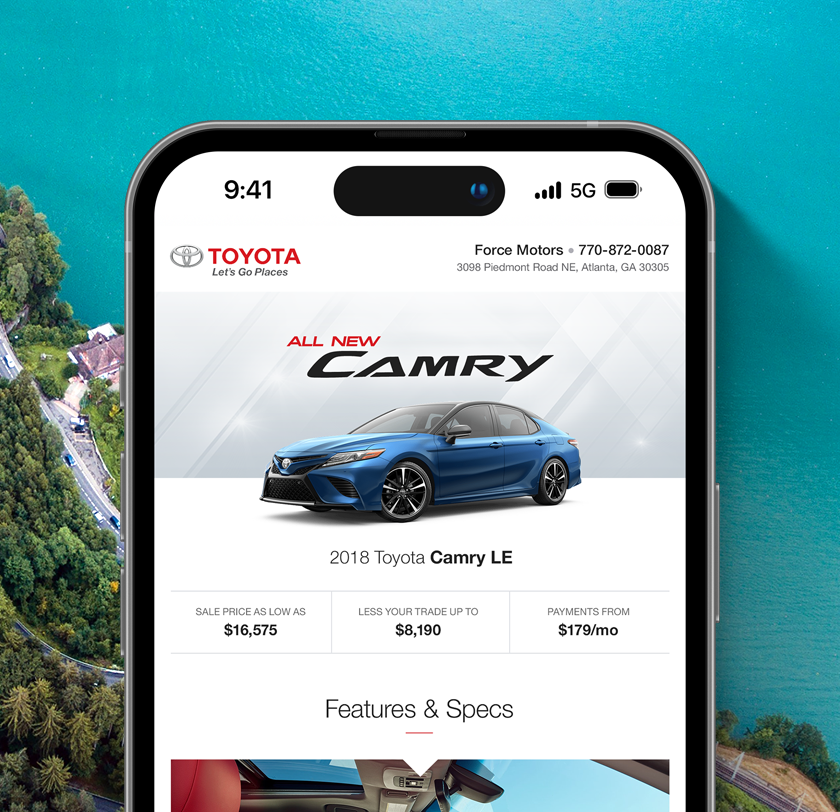 9:41
5G
TOYOTA
Let's Go Places
Force Motors • 770-872-0087
3098 Piedmont Road NE, Atlanta, GA 30305
ALL NEW
CAMRY
2018 Toyota Camry LE
SALE PRICE AS LOW AS
$16,575
LESS YOUR TRADE UP TO
$8,190
PAYMENTS FROM
$179/mo
Features & Specs